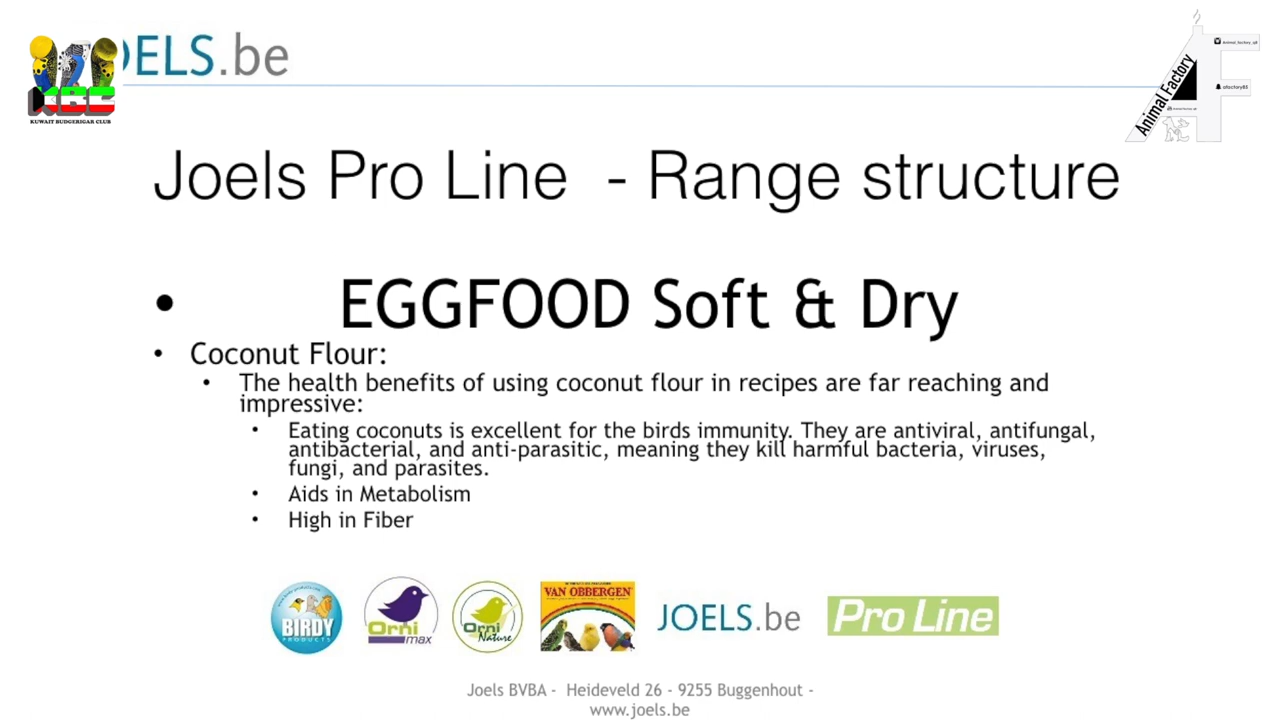 OELS.be
KBC
KUWAIT BUDGERIGAR CLUB
Animal Factory
Animal_factory_q8
afactory85
Joels Pro Line - Range structure
• EGGFOOD Soft & Dry
• Coconut Flour:
• The health benefits of using coconut flour in recipes are far reaching and
impressive:
• Eating coconuts is excellent for the birds immunity. They are antiviral, antifungal,
antibacterial, and anti-parasitic, meaning they kill harmful bacteria, viruses,
fungi, and parasites.
• Aids in Metabolism
• High in Fiber
BIRDY
PRODUCTS
Orni
max
Orni
Nature
VAN OBBERGEN
JOELS.be
Pro Line
Joels BVBA - Heideveld 26 - 9255 Buggenhout -
www.joels.be